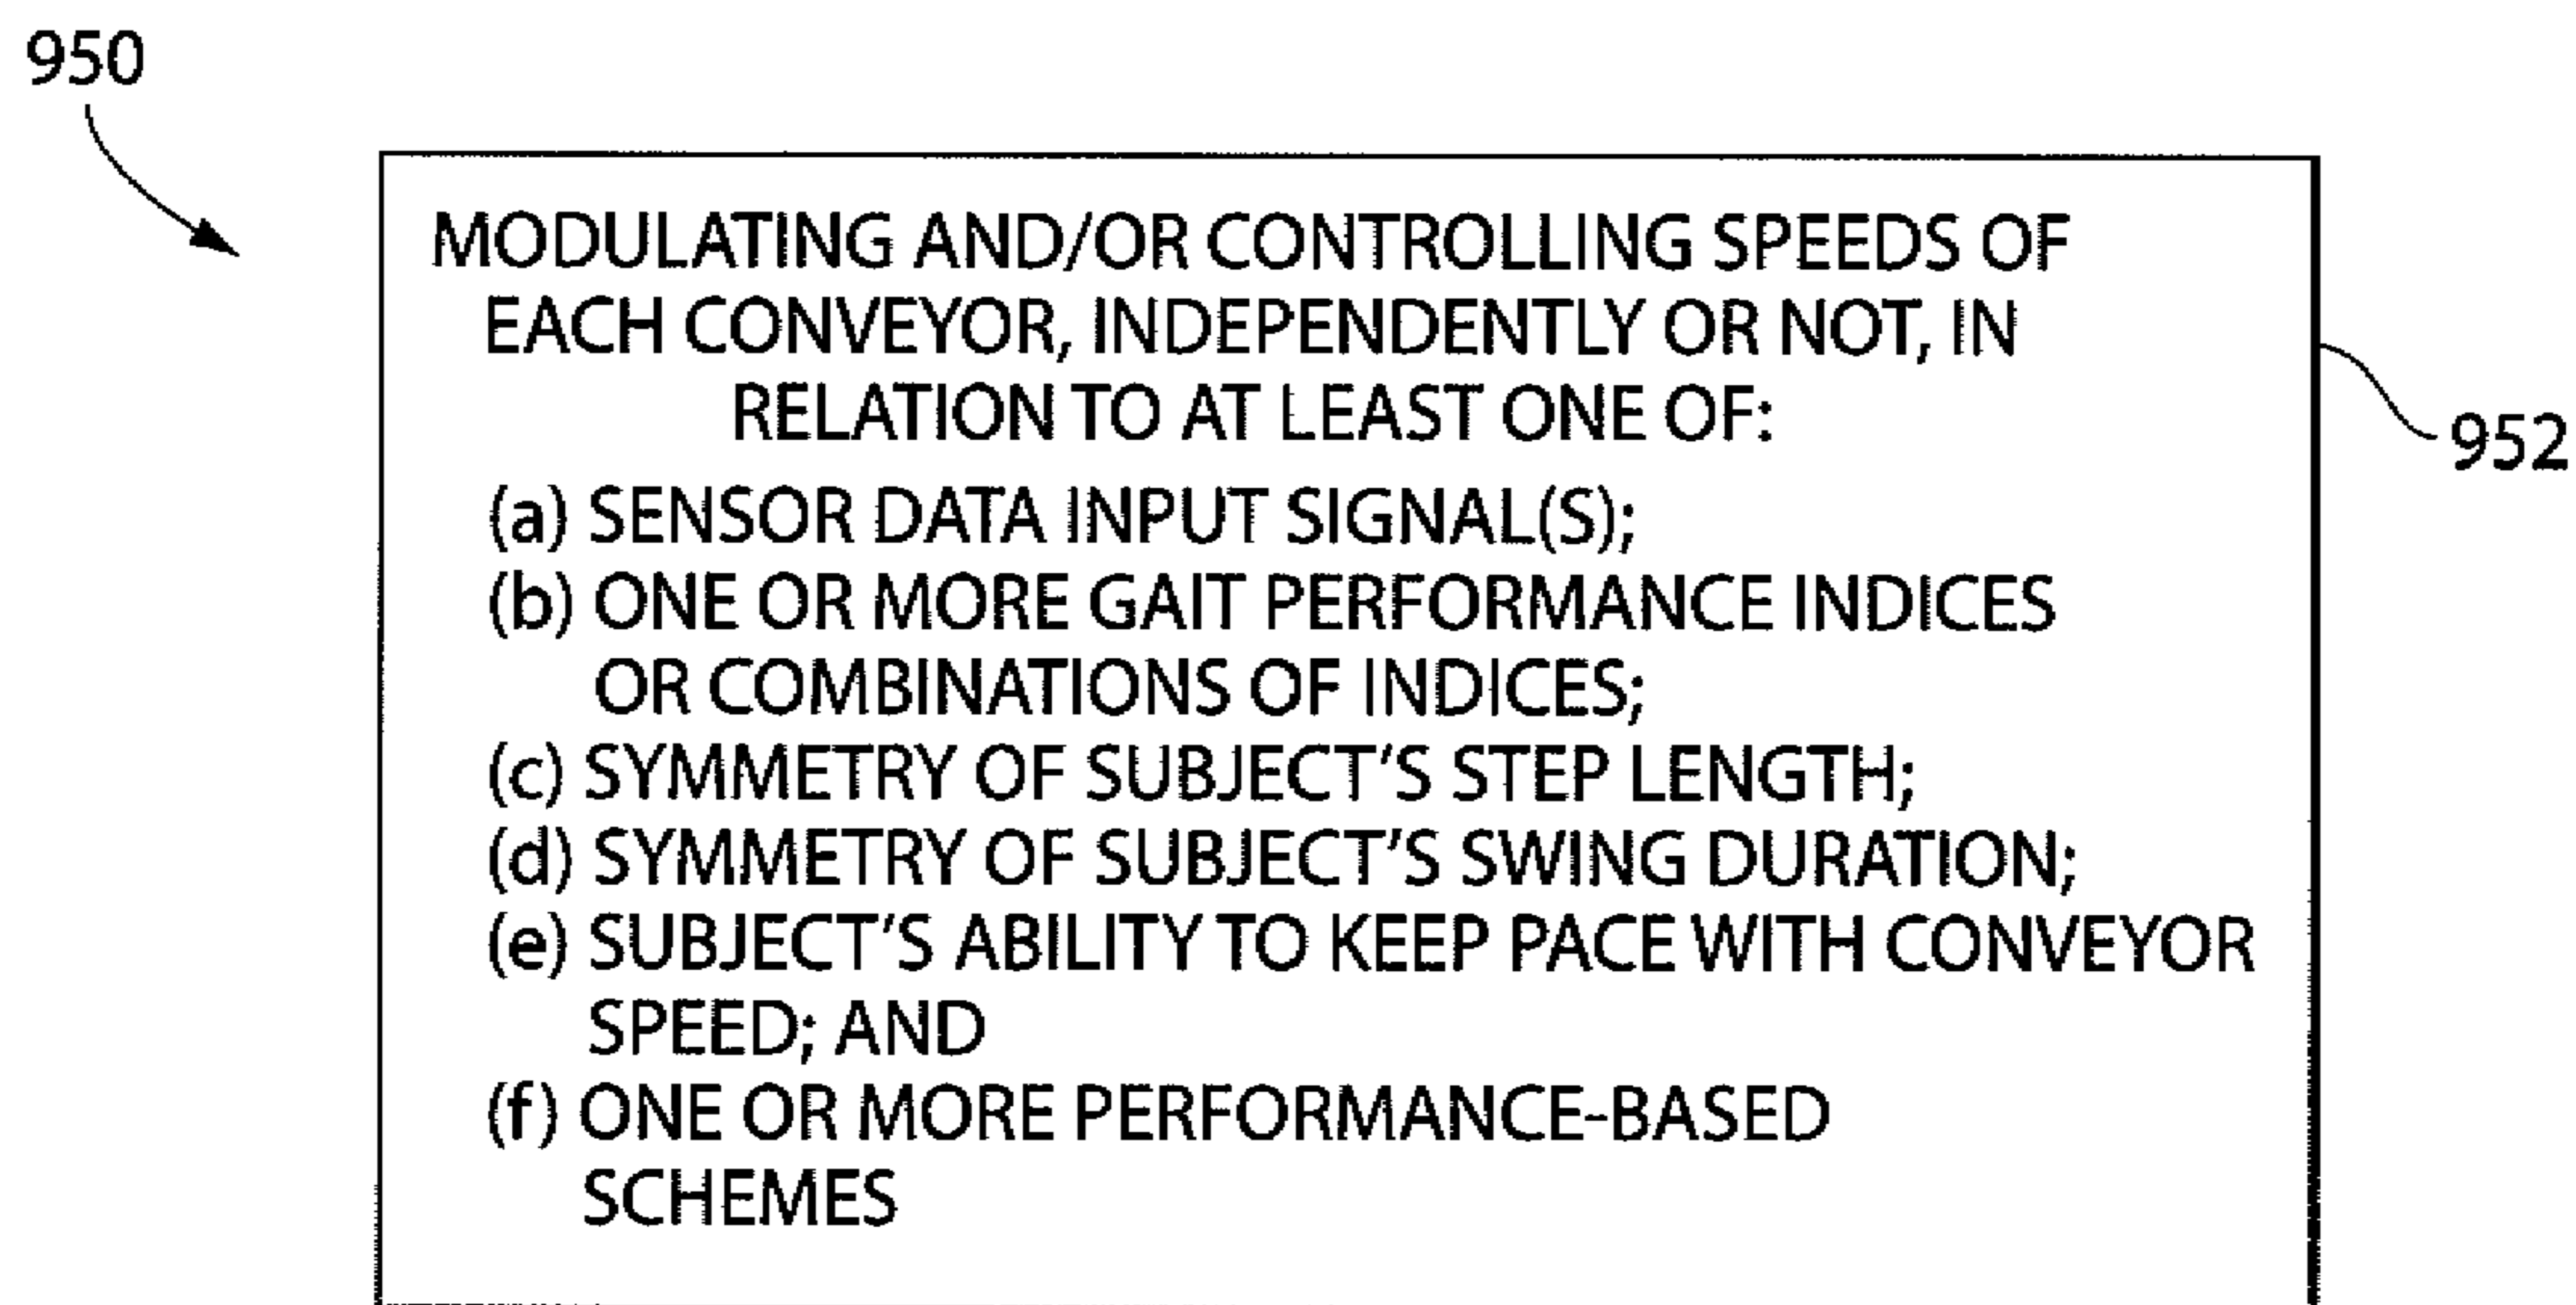 950
MODULATING AND/OR CONTROLLING SPEEDS OF
EACH CONVEYOR, INDEPENDENTLY OR NOT, IN
RELATION TO AT LEAST ONE OF:
952
(a) SENSOR DATA INPUT SIGNAL(S);
(b) ONE OR MORE GAIT PERFORMANCE INDICES
OR COMBINATIONS OF INDICES;
(c) SYMMETRY OF SUBJECT'S STEP LENGTH;
(d) SYMMETRY OF SUBJECT'S SWING DURATION;
(e) SUBJECT'S ABILITY TO KEEP PACE WITH CONVEYOR
SPEED; AND
(f) ONE OR MORE PERFORMANCE-BASED
SCHEMES